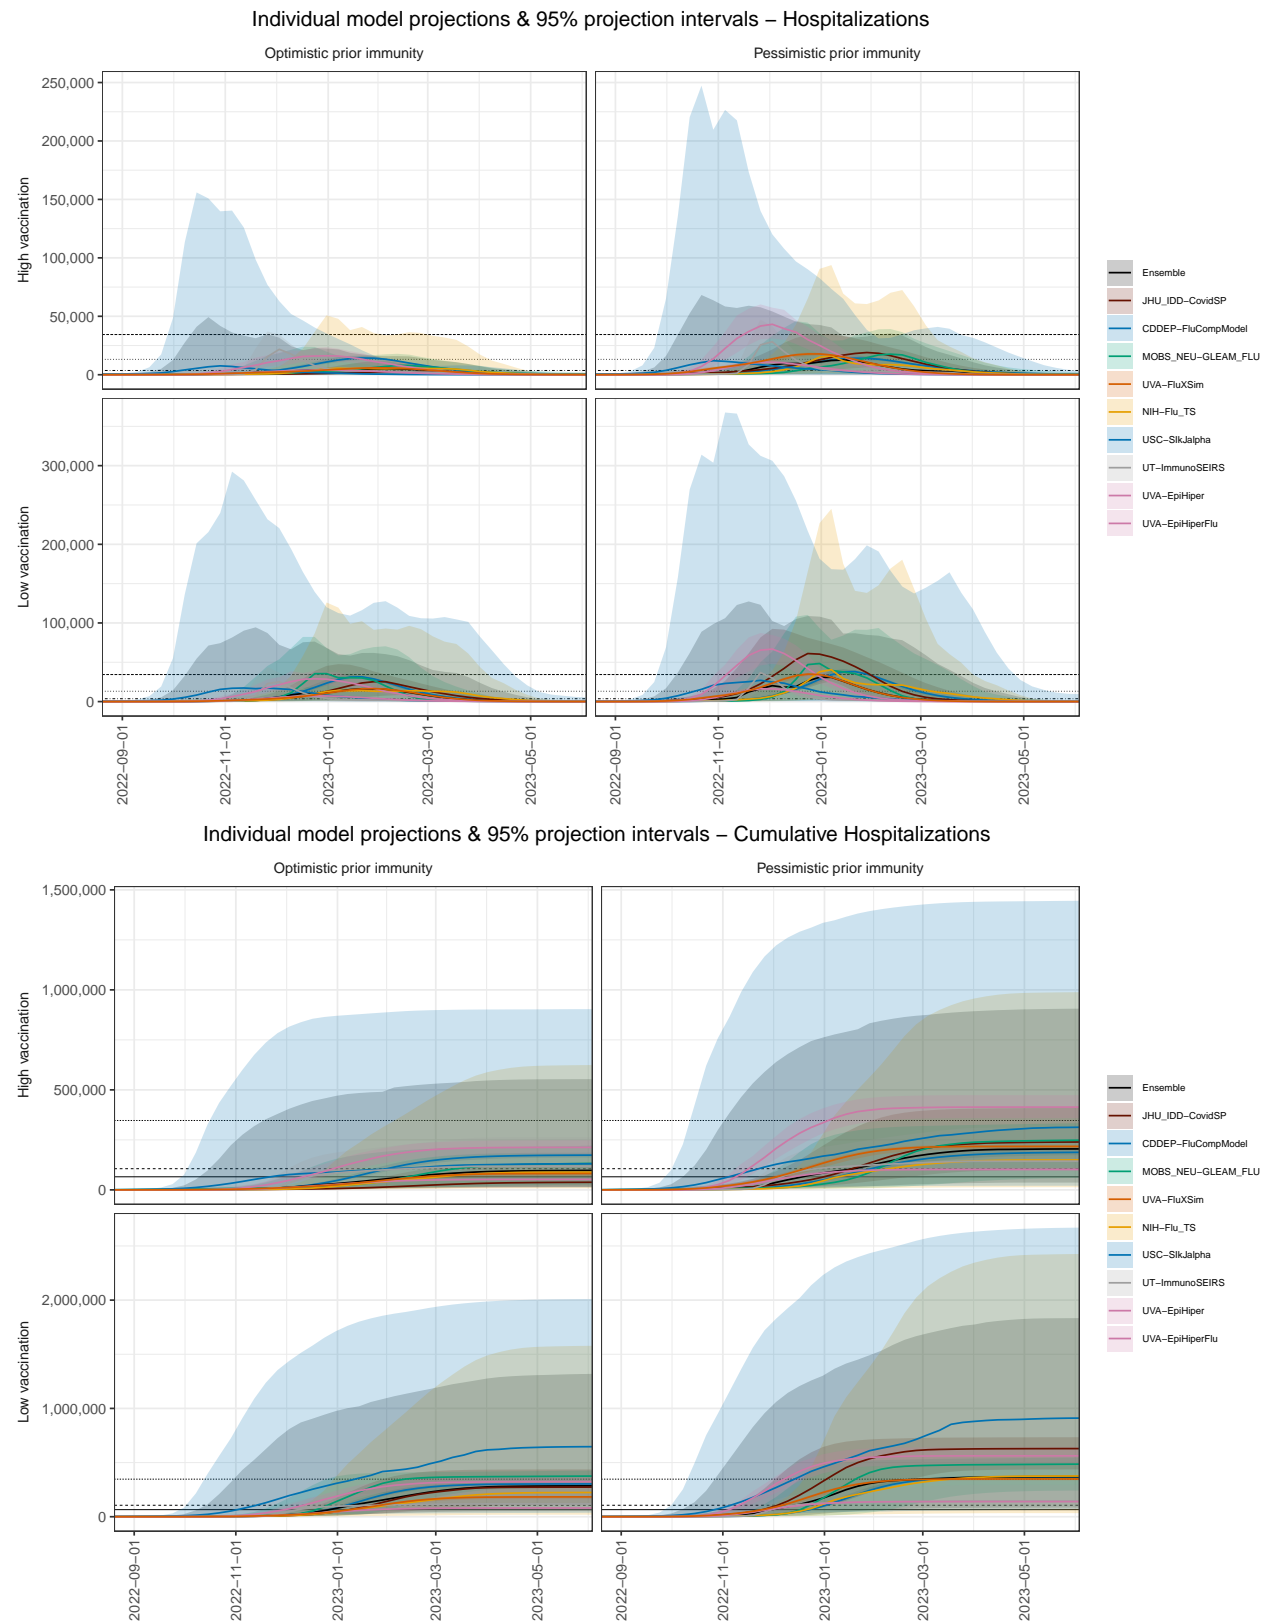 Individual model projections & 95% projection intervals – Hospitalizations
Optimistic prior immunity
Pessimistic prior immunity
High vaccination
250,000
200,000
150,000
100,000
50,000
0
Low vaccination
300,000
200,000
100,000
0
2022–09–01
2022–11–01
2023–01–01
2023–03–01
2023–05–01
2022–09–01
2022–11–01
2023–01–01
2023–03–01
2023–05–01
Ensemble
JHU_IDD–CovidSP
CDDEP–FluCompModel
MOBS_NEU–GLEAM_FLU
UVA–FluXSim
NIH–Flu_TS
USC–SIkJalpha
UT–ImmunoSEIRS
UVA–EpiHiper
UVA–EpiHiperFlu
Individual model projections & 95% projection intervals – Cumulative Hospitalizations
Optimistic prior immunity
Pessimistic prior immunity
High vaccination
1,500,000
1,000,000
500,000
0
Low vaccination
2,000,000
1,000,000
0
2022–09–01
2022–11–01
2023–01–01
2023–03–01
2023–05–01
2022–09–01
2022–11–01
2023–01–01
2023–03–01
2023–05–01
Ensemble
JHU_IDD–CovidSP
CDDEP–FluCompModel
MOBS_NEU–GLEAM_FLU
UVA–FluXSim
NIH–Flu_TS
USC–SIkJalpha
UT–ImmunoSEIRS
UVA–EpiHiper
UVA–EpiHiperFlu